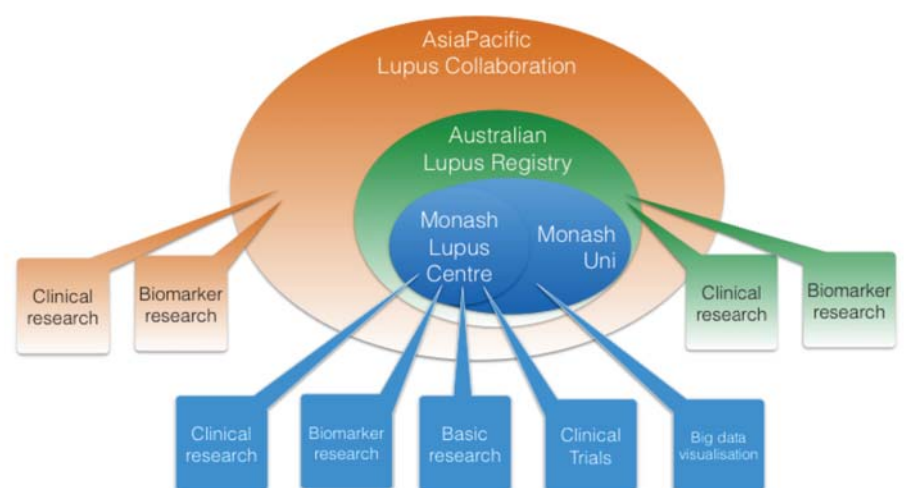 AsiaPacific
Lupus Collaboration
Australian
Lupus Registry
Monash
Lupus
Centre
Monash
Uni
Clinical
research
Biomarker
research
Clinical
research
Biomarker
research
Clinical
research
Biomarker
research
Basic
research
Clinical
Trials
Big data
visualisation